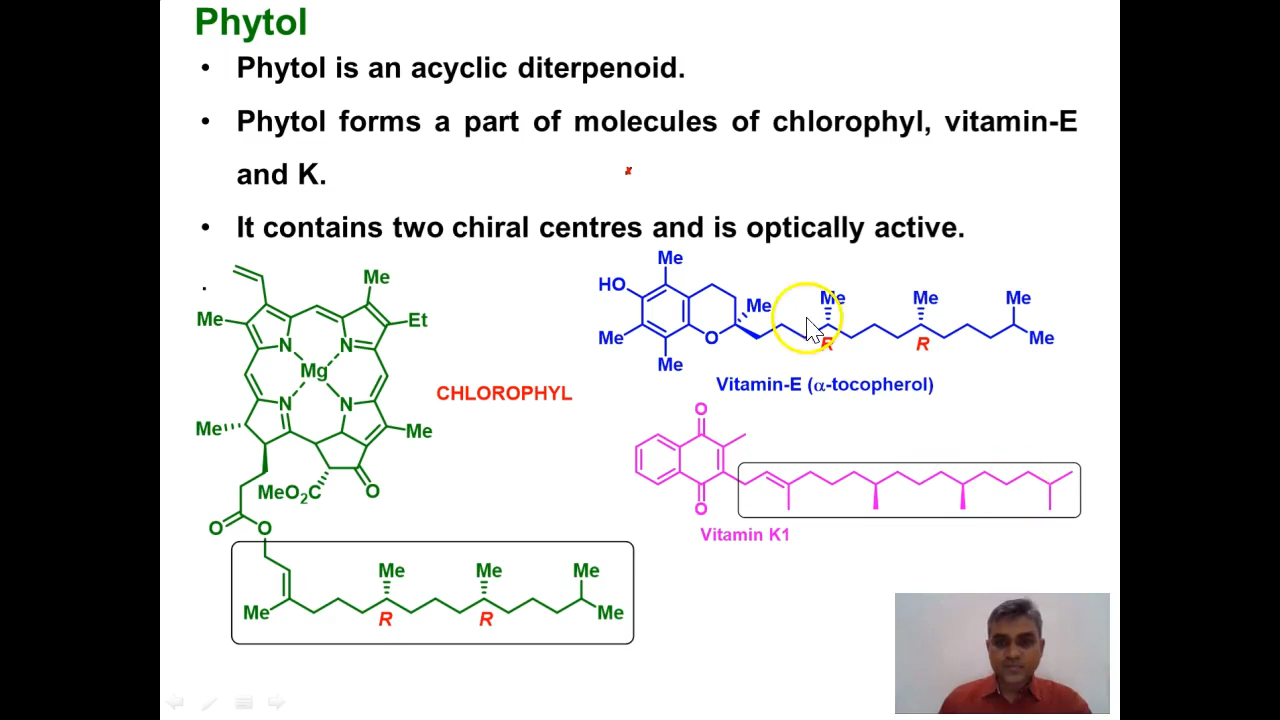 Phytol
• Phytol is an acyclic diterpenoid.
• Phytol forms a part of molecules of chlorophyl, vitamin-E
and K.
• It contains two chiral centres and is optically active.
.
Me
Me
Et
N
N
Mg
N
N
Me
Me
MeO₂C
O
O
O
CHLOROPHYL
Me
Me
Me
Me
Me
R
R
Me
HO
Me
Me
Me
Me
Me
O
R
R
Me
Me
Vitamin-E (α-tocopherol)
O
O
Vitamin K1